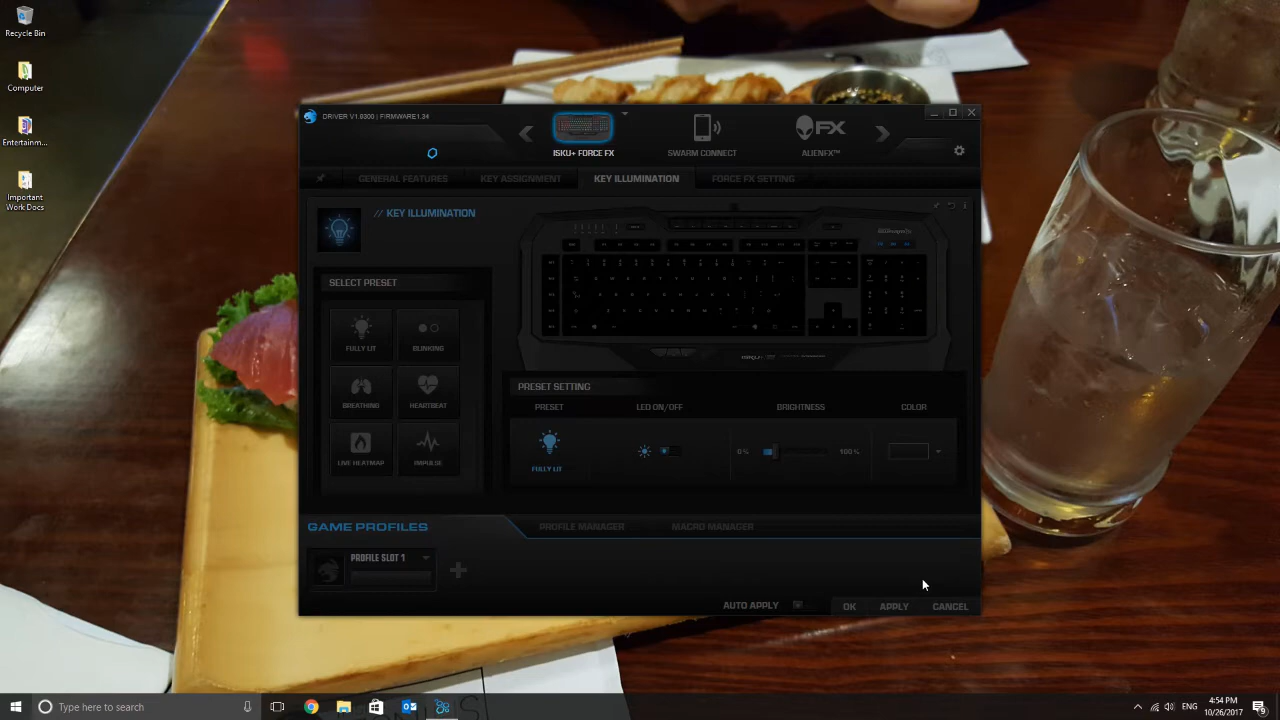 Recycle Bin
Computer
Entertainm...
Important
Work Docs
DRIVER V1.9300 | FIRMWARE1.34
ISKU+ FORCE FX
SWARM CONNECT
FX
ALIENFX™
GENERAL FEATURES
KEY ASSIGNMENT
KEY ILLUMINATION
FORCE FX SETTING
// KEY ILLUMINATION
SELECT PRESET
FULLY LIT
BLINKING
BREATHING
HEARTBEAT
LIVE HEATMAP
IMPULSE
PRESET SETTING
PRESET
LED ON/OFF
BRIGHTNESS
COLOR
FULLY LIT
0%
100%
GAME PROFILES
PROFILE MANAGER
MACRO MANAGER
PROFILE SLOT 1
AUTO APPLY
OK
APPLY
CANCEL
Type here to search
ENG
4:54 PM
10/26/2017
9